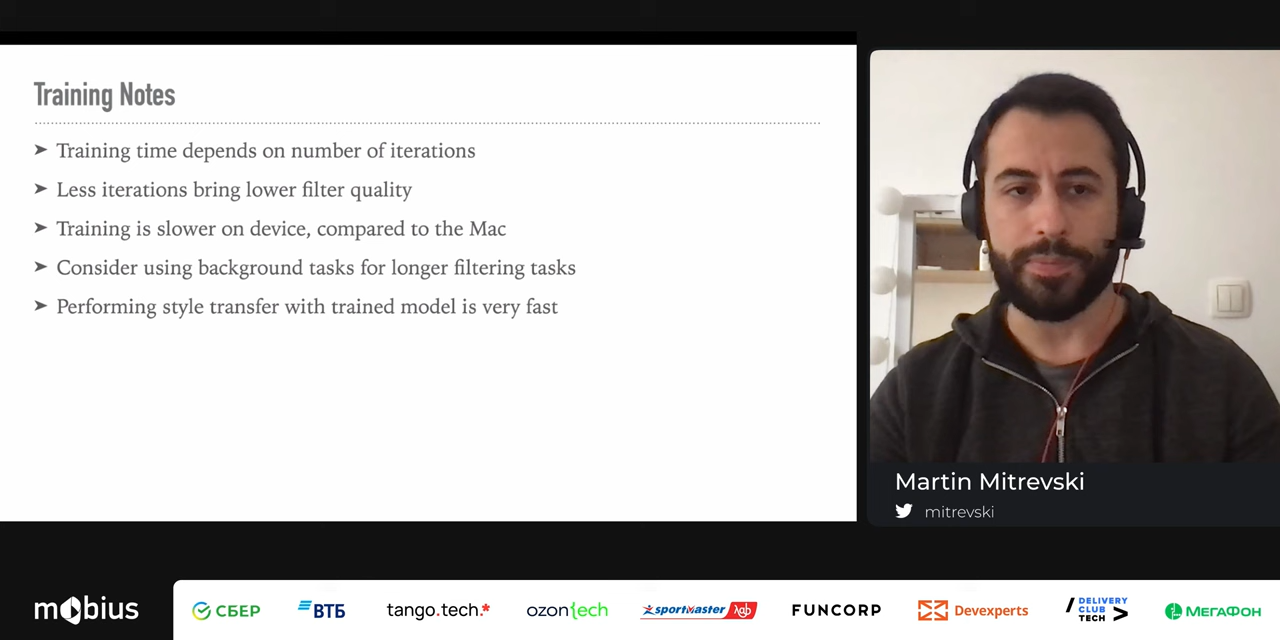 Training Notes
Training time depends on number of iterations
Less iterations bring lower filter quality
Training is slower on device, compared to the Mac
Consider using background tasks for longer filtering tasks
Performing style transfer with trained model is very fast
Martin Mitrevski
mitrevski
mobius
СБЕР
ВТБ
tango.tech.*
ozon{tech
sportmaster lab
FUNCORP
Devexperts
/DELIVERY
CLUB
TECH >
МЕГАФОН